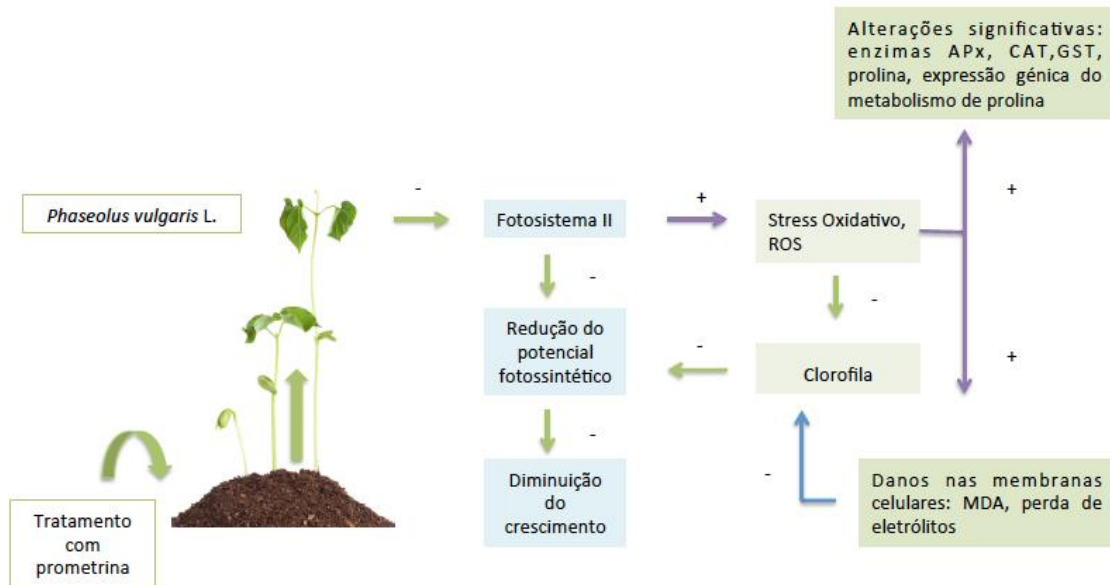 Alterações significativas:
enzimas APx, CAT,GST,
prolina, expressão génica do
metabolismo de prolina
Phaseolus vulgaris L.
-
Fotosistema II
+
Stress Oxidativo,
ROS
+
-
-
Redução do
potencial
fotossintético
-
Clorofila
+
-
Diminuição
do
crescimento
-
Danos nas membranas
celulares: MDA, perda de
eletrólitos
Tratamento
com
prometrina